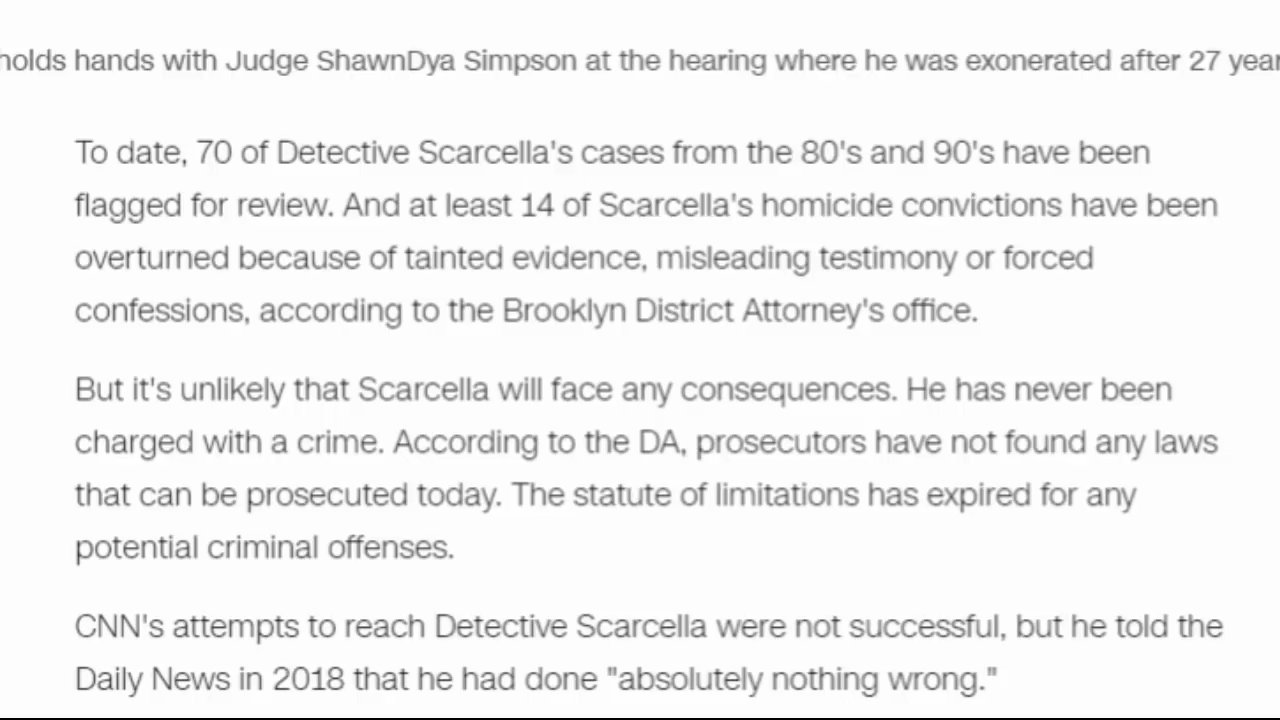 holds hands with Judge ShawnDya Simpson at the hearing where he was exonerated after 27 year
To date, 70 of Detective Scarcella's cases from the 80's and 90's have been
flagged for review. And at least 14 of Scarcella's homicide convictions have been
overturned because of tainted evidence, misleading testimony or forced
confessions, according to the Brooklyn District Attorney's office.
But it's unlikely that Scarcella will face any consequences. He has never been
charged with a crime. According to the DA, prosecutors have not found any laws
that can be prosecuted today. The statute of limitations has expired for any
potential criminal offenses.
CNN's attempts to reach Detective Scarcella were not successful, but he told the
Daily News in 2018 that he had done "absolutely nothing wrong."